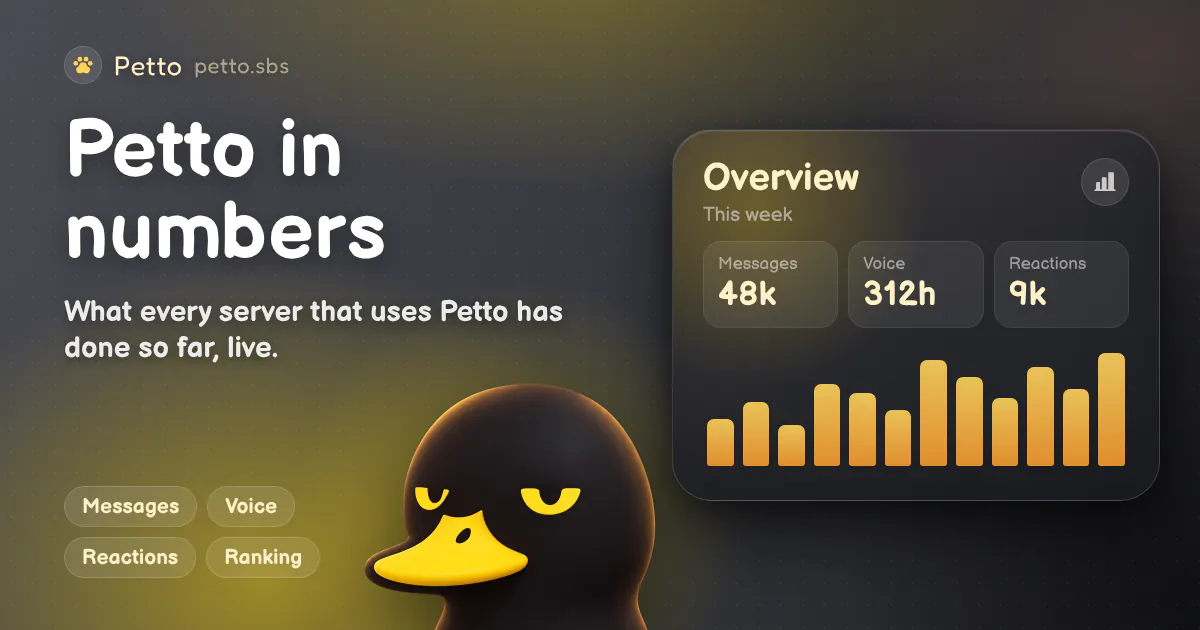 Petto petto.sbs
Petto in
numbers
What every server that uses Petto has
done so far, live.
Messages Voice
Reactions Ranking
Overview
This week
Messages Voice Reactions
48k 312h 9k